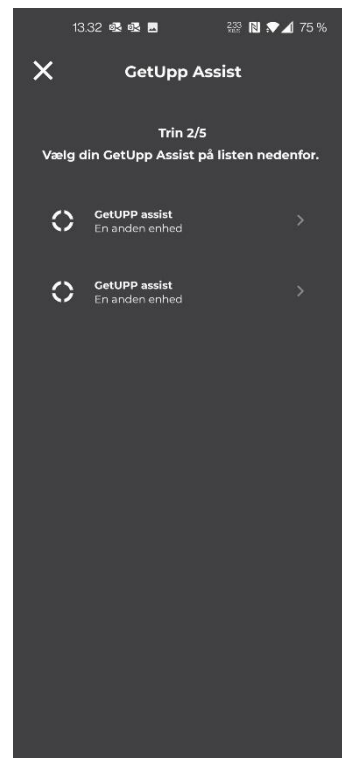 13.32 75 %
GetUpp Assist
Trin 2/5
Vælg din GetUpp Assist på listen nedenfor.
GetUPP assist
En anden enhed
GetUPP assist
En anden enhed